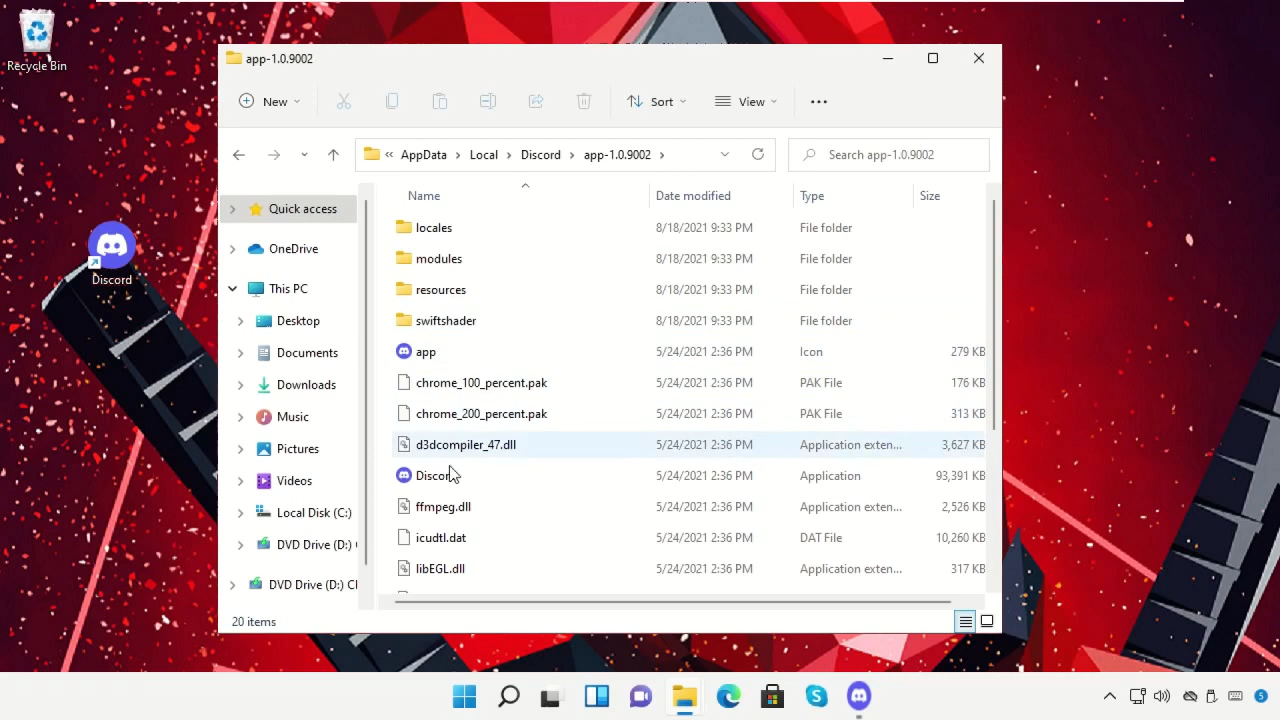 Recycle Bin
Discord
app-1.0.9002
New
Sort
View
« AppData > Local > Discord > app-1.0.9002 >
Search app-1.0.9002
Quick access
OneDrive
This PC
Desktop
Documents
Downloads
Music
Pictures
Videos
Local Disk (C:)
DVD Drive (D:)
DVD Drive (D:)
Name Date modified Type Size
locales 8/18/2021 9:33 PM File folder
modules 8/18/2021 9:33 PM File folder
resources 8/18/2021 9:33 PM File folder
swiftshader 8/18/2021 9:33 PM File folder
app 5/24/2021 2:36 PM Icon 279 KB
chrome_100_percent.pak 5/24/2021 2:36 PM PAK File 176 KB
chrome_200_percent.pak 5/24/2021 2:36 PM PAK File 313 KB
d3dcompiler_47.dll 5/24/2021 2:36 PM Application exten... 3,627 KB
Discord 5/24/2021 2:36 PM Application 93,391 KB
ffmpeg.dll 5/24/2021 2:36 PM Application exten... 2,526 KB
icudtl.dat 5/24/2021 2:36 PM DAT File 10,260 KB
libEGL.dll 5/24/2021 2:36 PM Application exten... 317 KB
20 items
5